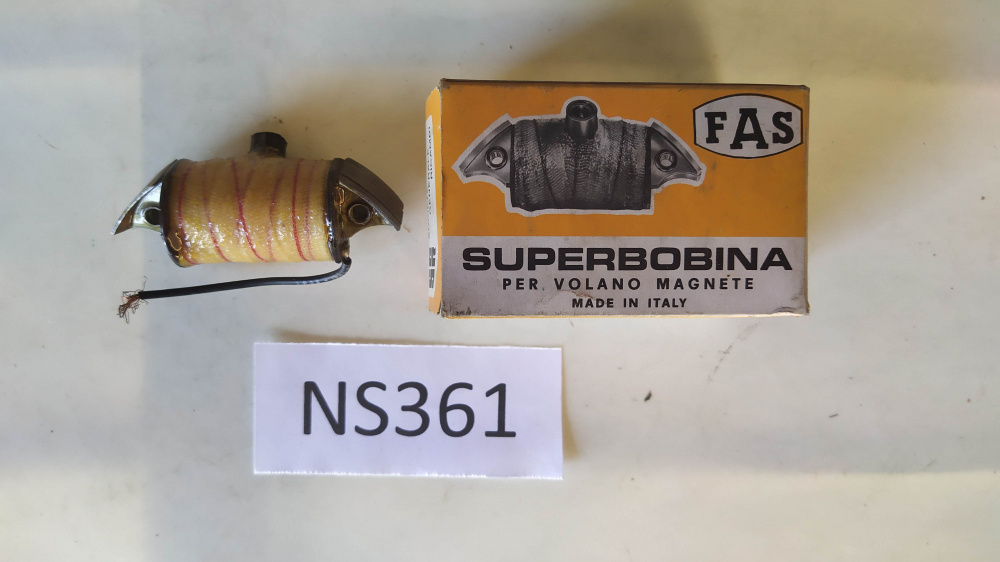 FAS
SUPERBOBINA
PER VOLANO MAGNETE
MADE IN ITALY
NS361